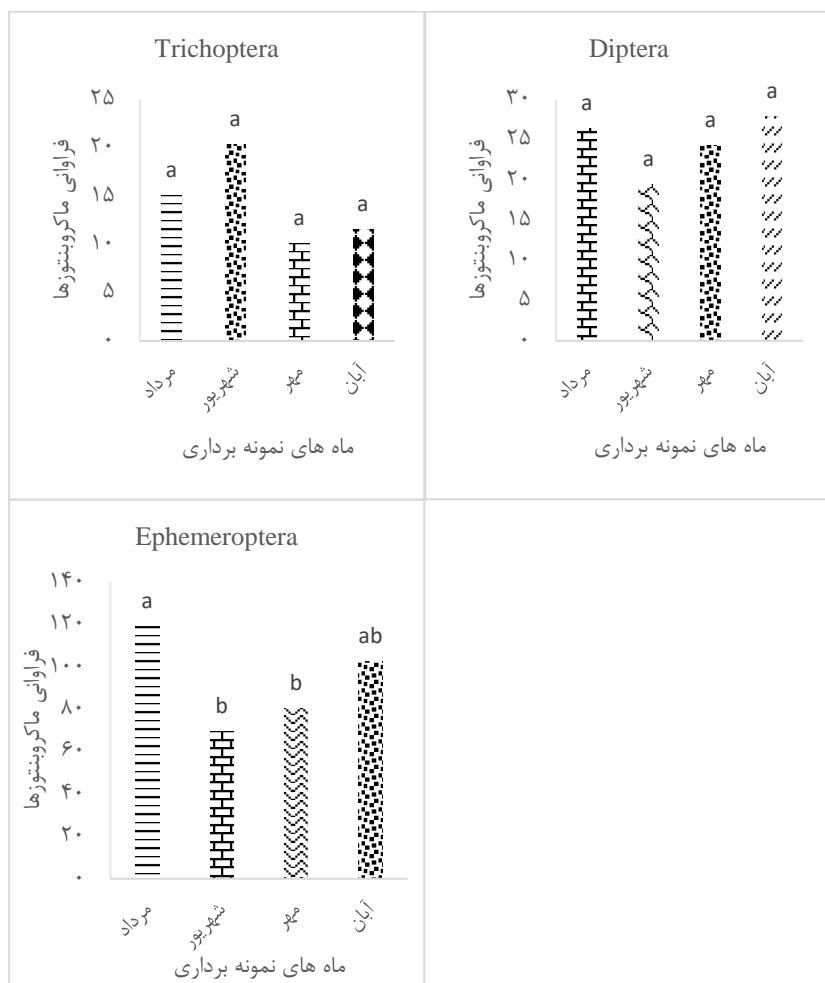 Trichoptera
فراوانی ماکروبنتوزها
۲۵
۲۰
۱۵
۱۰
۵
۰
a
a
a
a
مرداد
شهریور
مهر
آبان
ماه های نمونه برداری
Diptera
فراوانی ماکروبنتوزها
۳۰
۲۵
۲۰
۱۵
۱۰
۵
۰
a
a
a
a
مرداد
شهریور
مهر
آبان
ماه های نمونه برداری
Ephemeroptera
فراوانی ماکروبنتوزها
۱۴۰
۱۲۰
۱۰۰
۸۰
۶۰
۴۰
۲۰
۰
a
b
b
ab
مرداد
شهریور
مهر
آبان
ماه های نمونه برداری